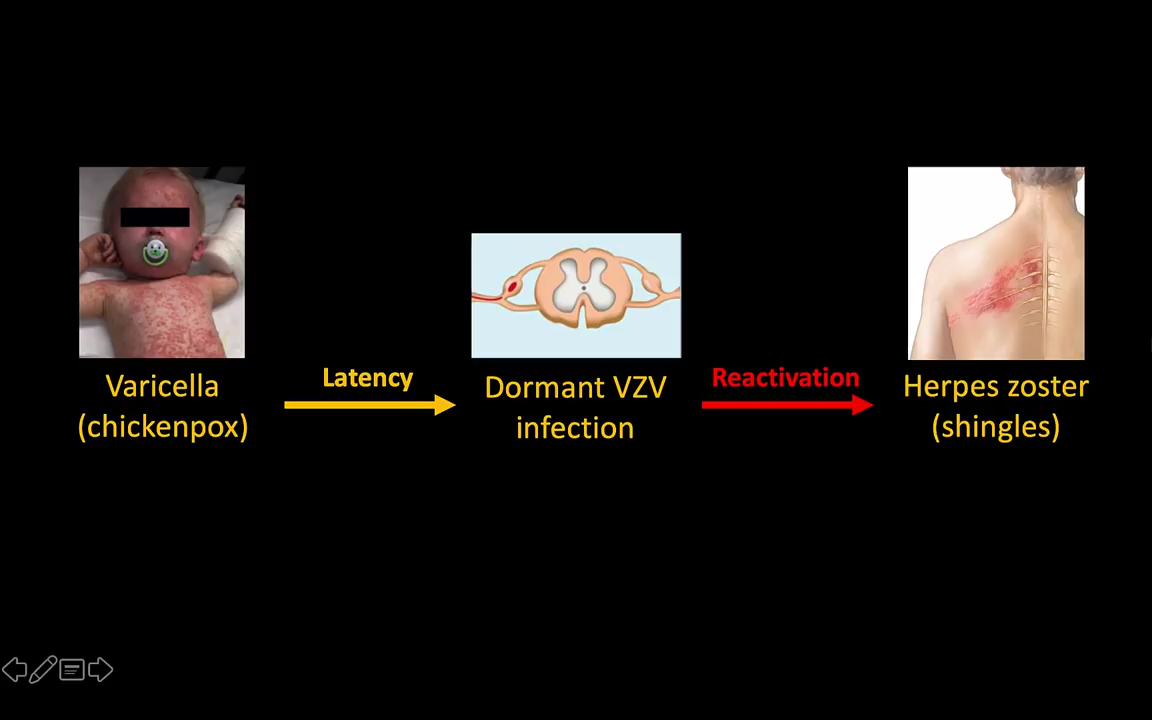 Varicella
(chickenpox)
Latency
Dormant VZV
infection
Reactivation
Herpes zoster
(shingles)